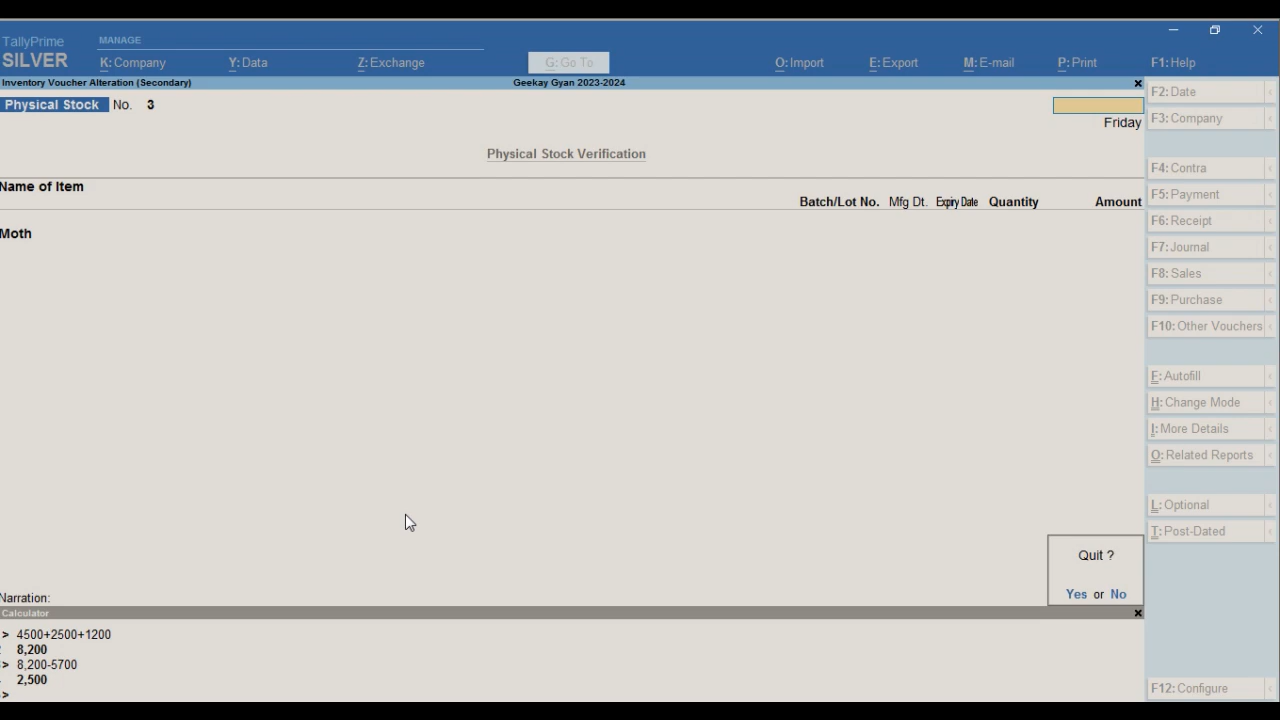 TallyPrime
MANAGE
SILVER
K: Company
Y: Data
Z: Exchange
G: Go To
O: Import
E: Export
M: E-mail
P: Print
F1: Help
Inventory Voucher Alteration (Secondary)
Geekay Gyan 2023-2024
F2: Date
Physical Stock No. 3
Friday
F3: Company
Physical Stock Verification
F4: Contra
Name of Item
Batch/Lot No. Mfg Dt. Expiry Date Quantity Amount
F5: Payment
F6: Receipt
Moth
F7: Journal
F8: Sales
F9: Purchase
F10: Other Vouchers
F: Autofill
H: Change Mode
I: More Details
O: Related Reports
L: Optional
T: Post-Dated
Quit ?
Yes or No
Narration:
Calculator
> 4500+2500+1200
8,200
> 8,200-5700
2,500
>
F12: Configure